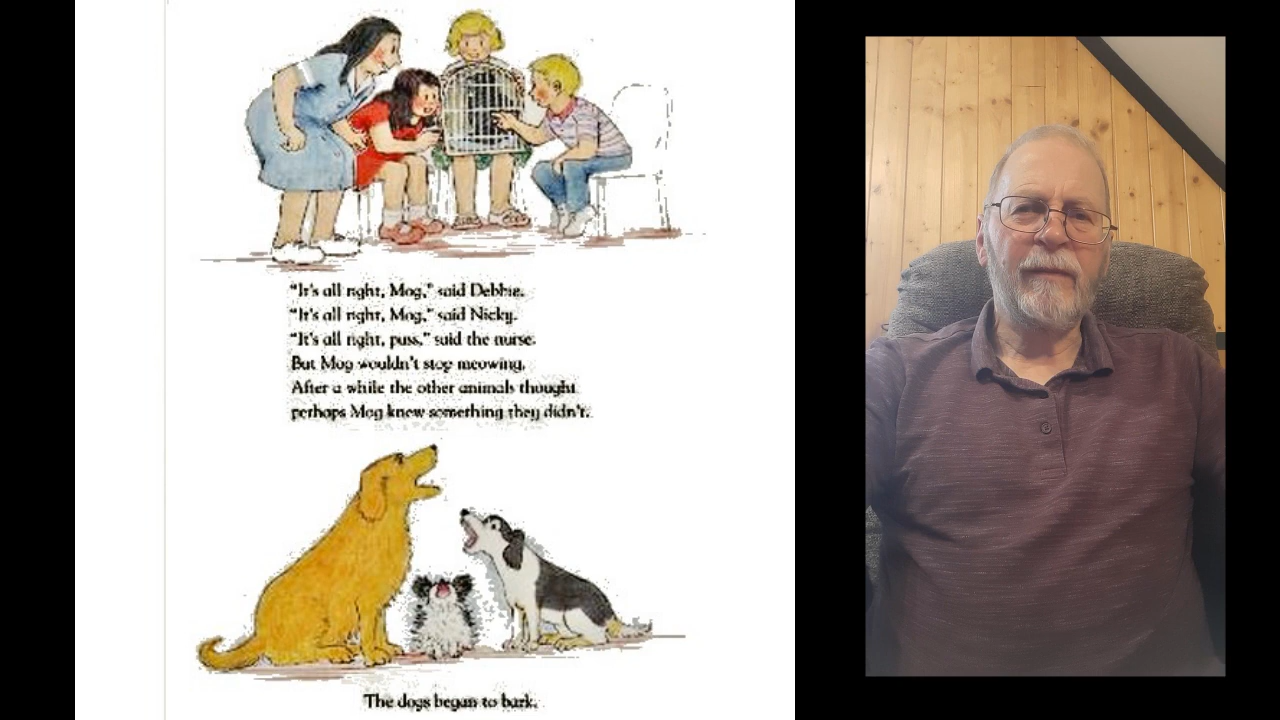 "It's all right, Mog," said Debbie.
"It's all right, Mog," said Nicky.
"It's all right, puss," said the nurse.
But Mog wouldn't stop meowing.
After a while the other animals thought
perhaps Mog knew something they didn't.
The dogs began to bark.